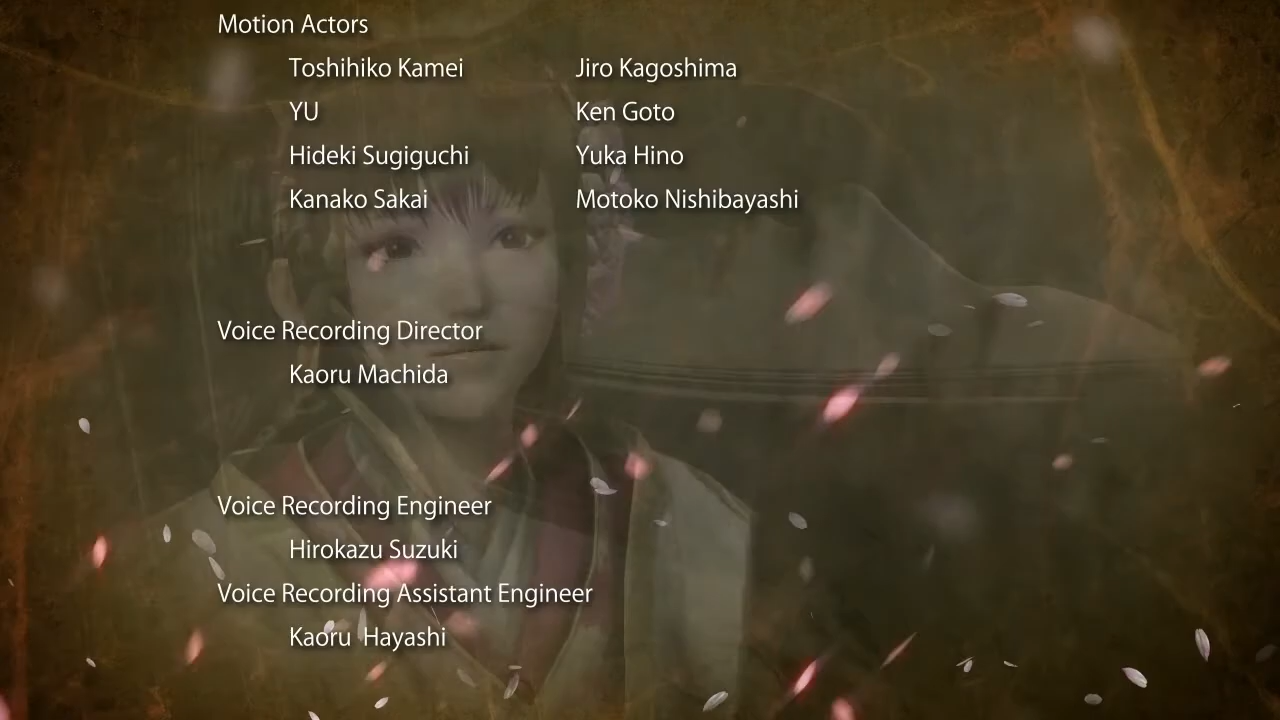 Motion Actors
Toshihiko Kamei Jiro Kagoshima
YU Ken Goto
Hideki Sugiguchi Yuka Hino
Kanako Sakai Motoko Nishibayashi
Voice Recording Director
Kaoru Machida
Voice Recording Engineer
Hirokazu Suzuki
Voice Recording Assistant Engineer
Kaoru Hayashi